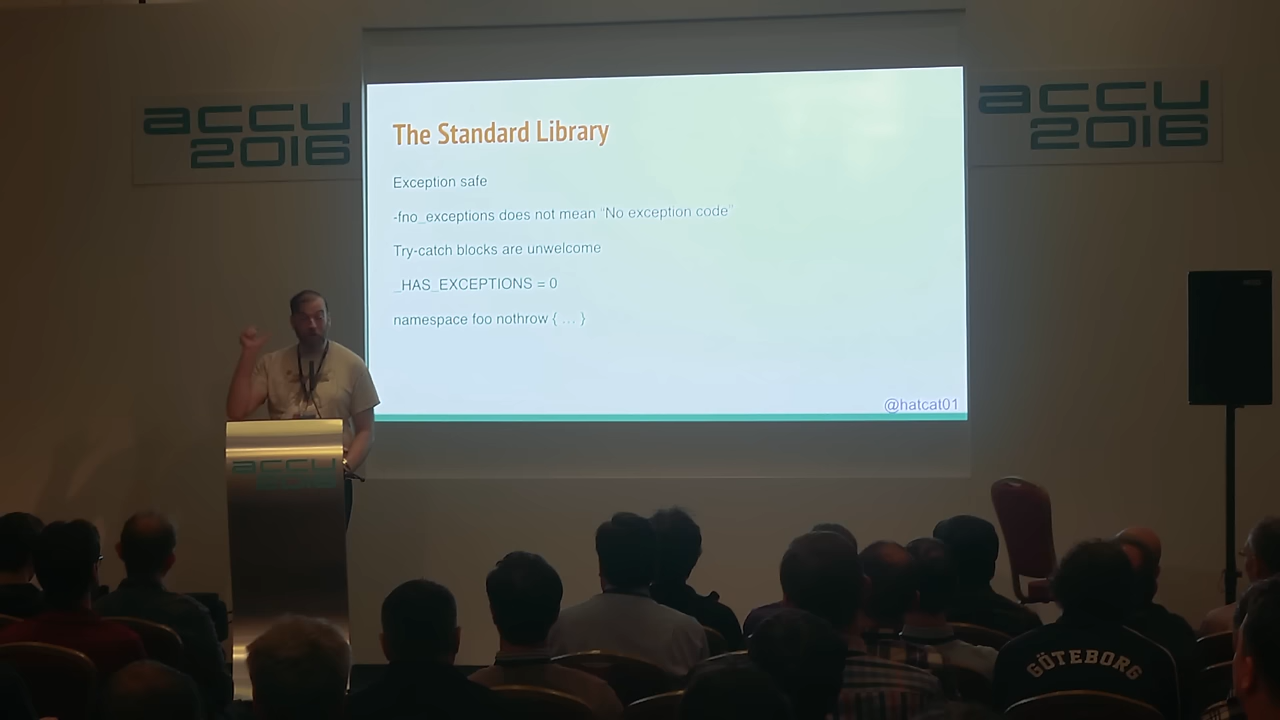 accu
2016
accu
2016
The Standard Library
Exception safe
-fno_exceptions does not mean "No exception code"
Try-catch blocks are unwelcome
_HAS_EXCEPTIONS = 0
namespace foo nothrow { ... }
@hatcat01
accu
GÖTEBORG